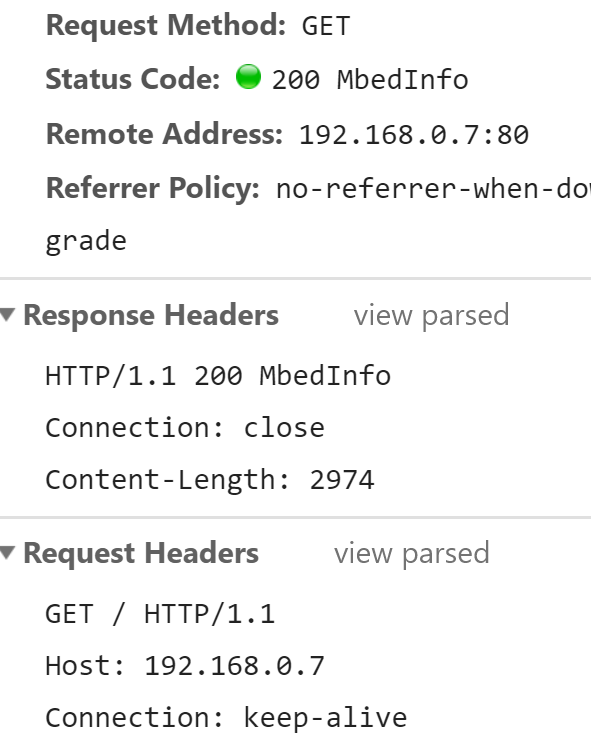 Request Method: GET
Status Code: 200 MbedInfo
Remote Address: 192.168.0.7:80
Referrer Policy: no-referrer-when-dow
grade
Response Headers view parsed
HTTP/1.1 200 MbedInfo
Connection: close
Content-Length: 2974
Request Headers view parsed
GET / HTTP/1.1
Host: 192.168.0.7
Connection: keep-alive